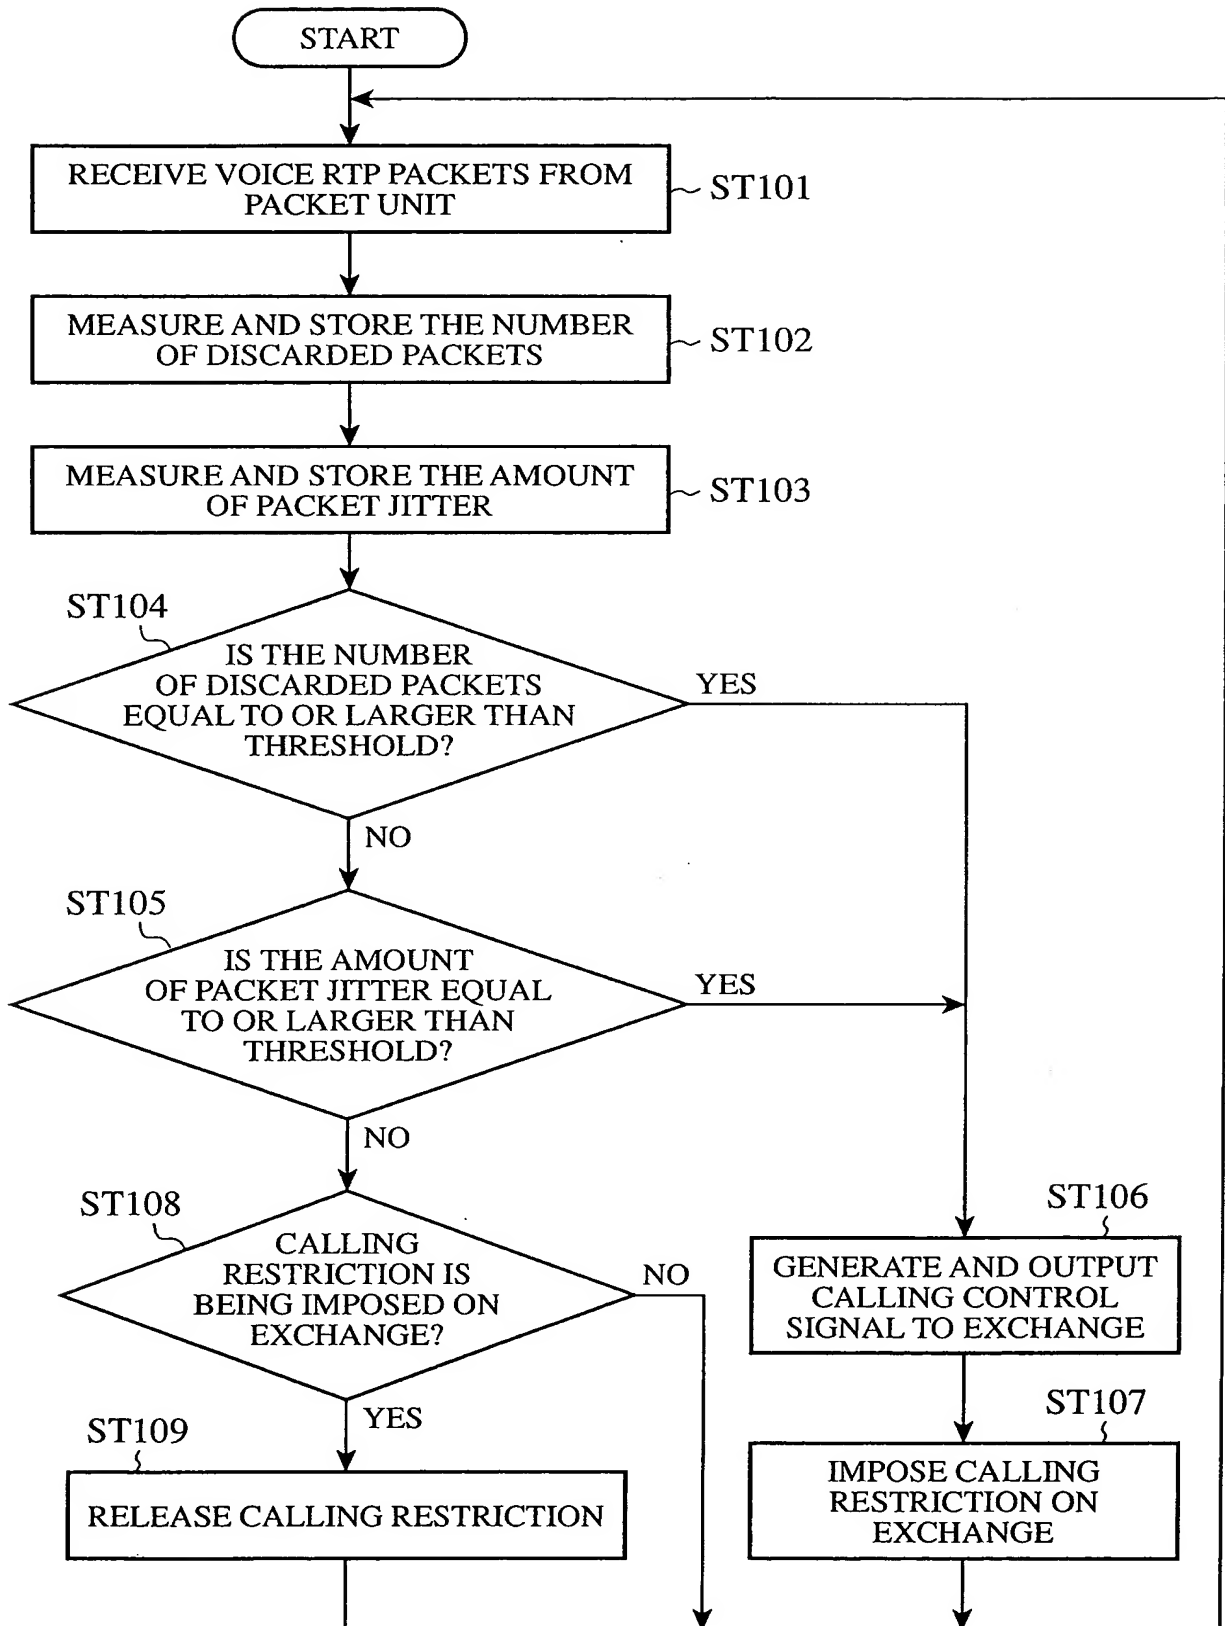 START
RECEIVE VOICE RTP PACKETS FROM
PACKET UNIT
ST101
MEASURE AND STORE THE NUMBER
OF DISCARDED PACKETS
ST102
MEASURE AND STORE THE AMOUNT
OF PACKET JITTER
ST103
ST104
IS THE NUMBER
OF DISCARDED PACKETS
EQUAL TO OR LARGER THAN
THRESHOLD?
YES
NO
ST105
IS THE AMOUNT
OF PACKET JITTER EQUAL
TO OR LARGER THAN
THRESHOLD?
YES
NO
ST108
CALLING
RESTRICTION IS
BEING IMPOSED ON
EXCHANGE?
NO
YES
ST106
GENERATE AND OUTPUT
CALLING CONTROL
SIGNAL TO EXCHANGE
ST109
RELEASE CALLING RESTRICTION
ST107
IMPOSE CALLING
RESTRICTION ON
EXCHANGE